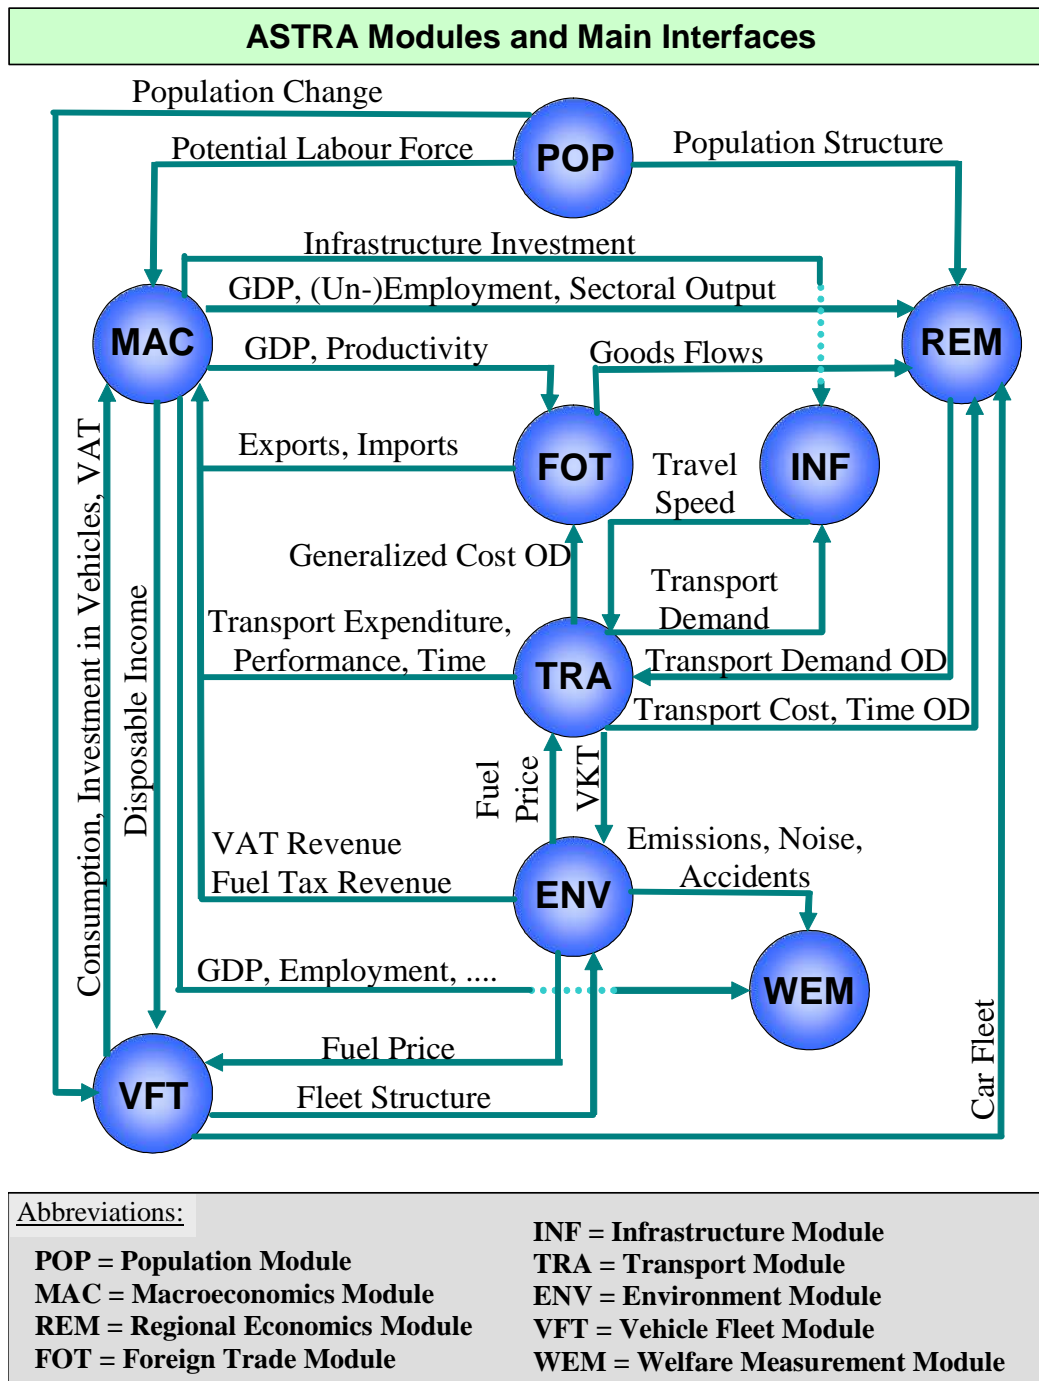 ASTRA Modules and Main Interfaces
Population Change
POP
Potential Labour Force
Population Structure
Infrastructure Investment
GDP, (Un-)Employment, Sectoral Output
MAC
REM
GDP, Productivity
Goods Flows
Exports, Imports
FOT
INF
Travel
Speed
Generalized Cost OD
Transport
Demand
Transport Expenditure,
Performance, Time
TRA
Transport Demand OD
Transport Cost, Time OD
Consumption, Investment in Vehicles, VAT
Disposable Income
Fuel
Price
VKT
VAT Revenue
Fuel Tax Revenue
ENV
Emissions, Noise,
Accidents
GDP, Employment, ....
WEM
Fuel Price
VFT
Fleet Structure
Car Fleet
Abbreviations:
POP = Population Module
MAC = Macroeconomics Module
REM = Regional Economics Module
FOT = Foreign Trade Module
INF = Infrastructure Module
TRA = Transport Module
ENV = Environment Module
VFT = Vehicle Fleet Module
WEM = Welfare Measurement Module